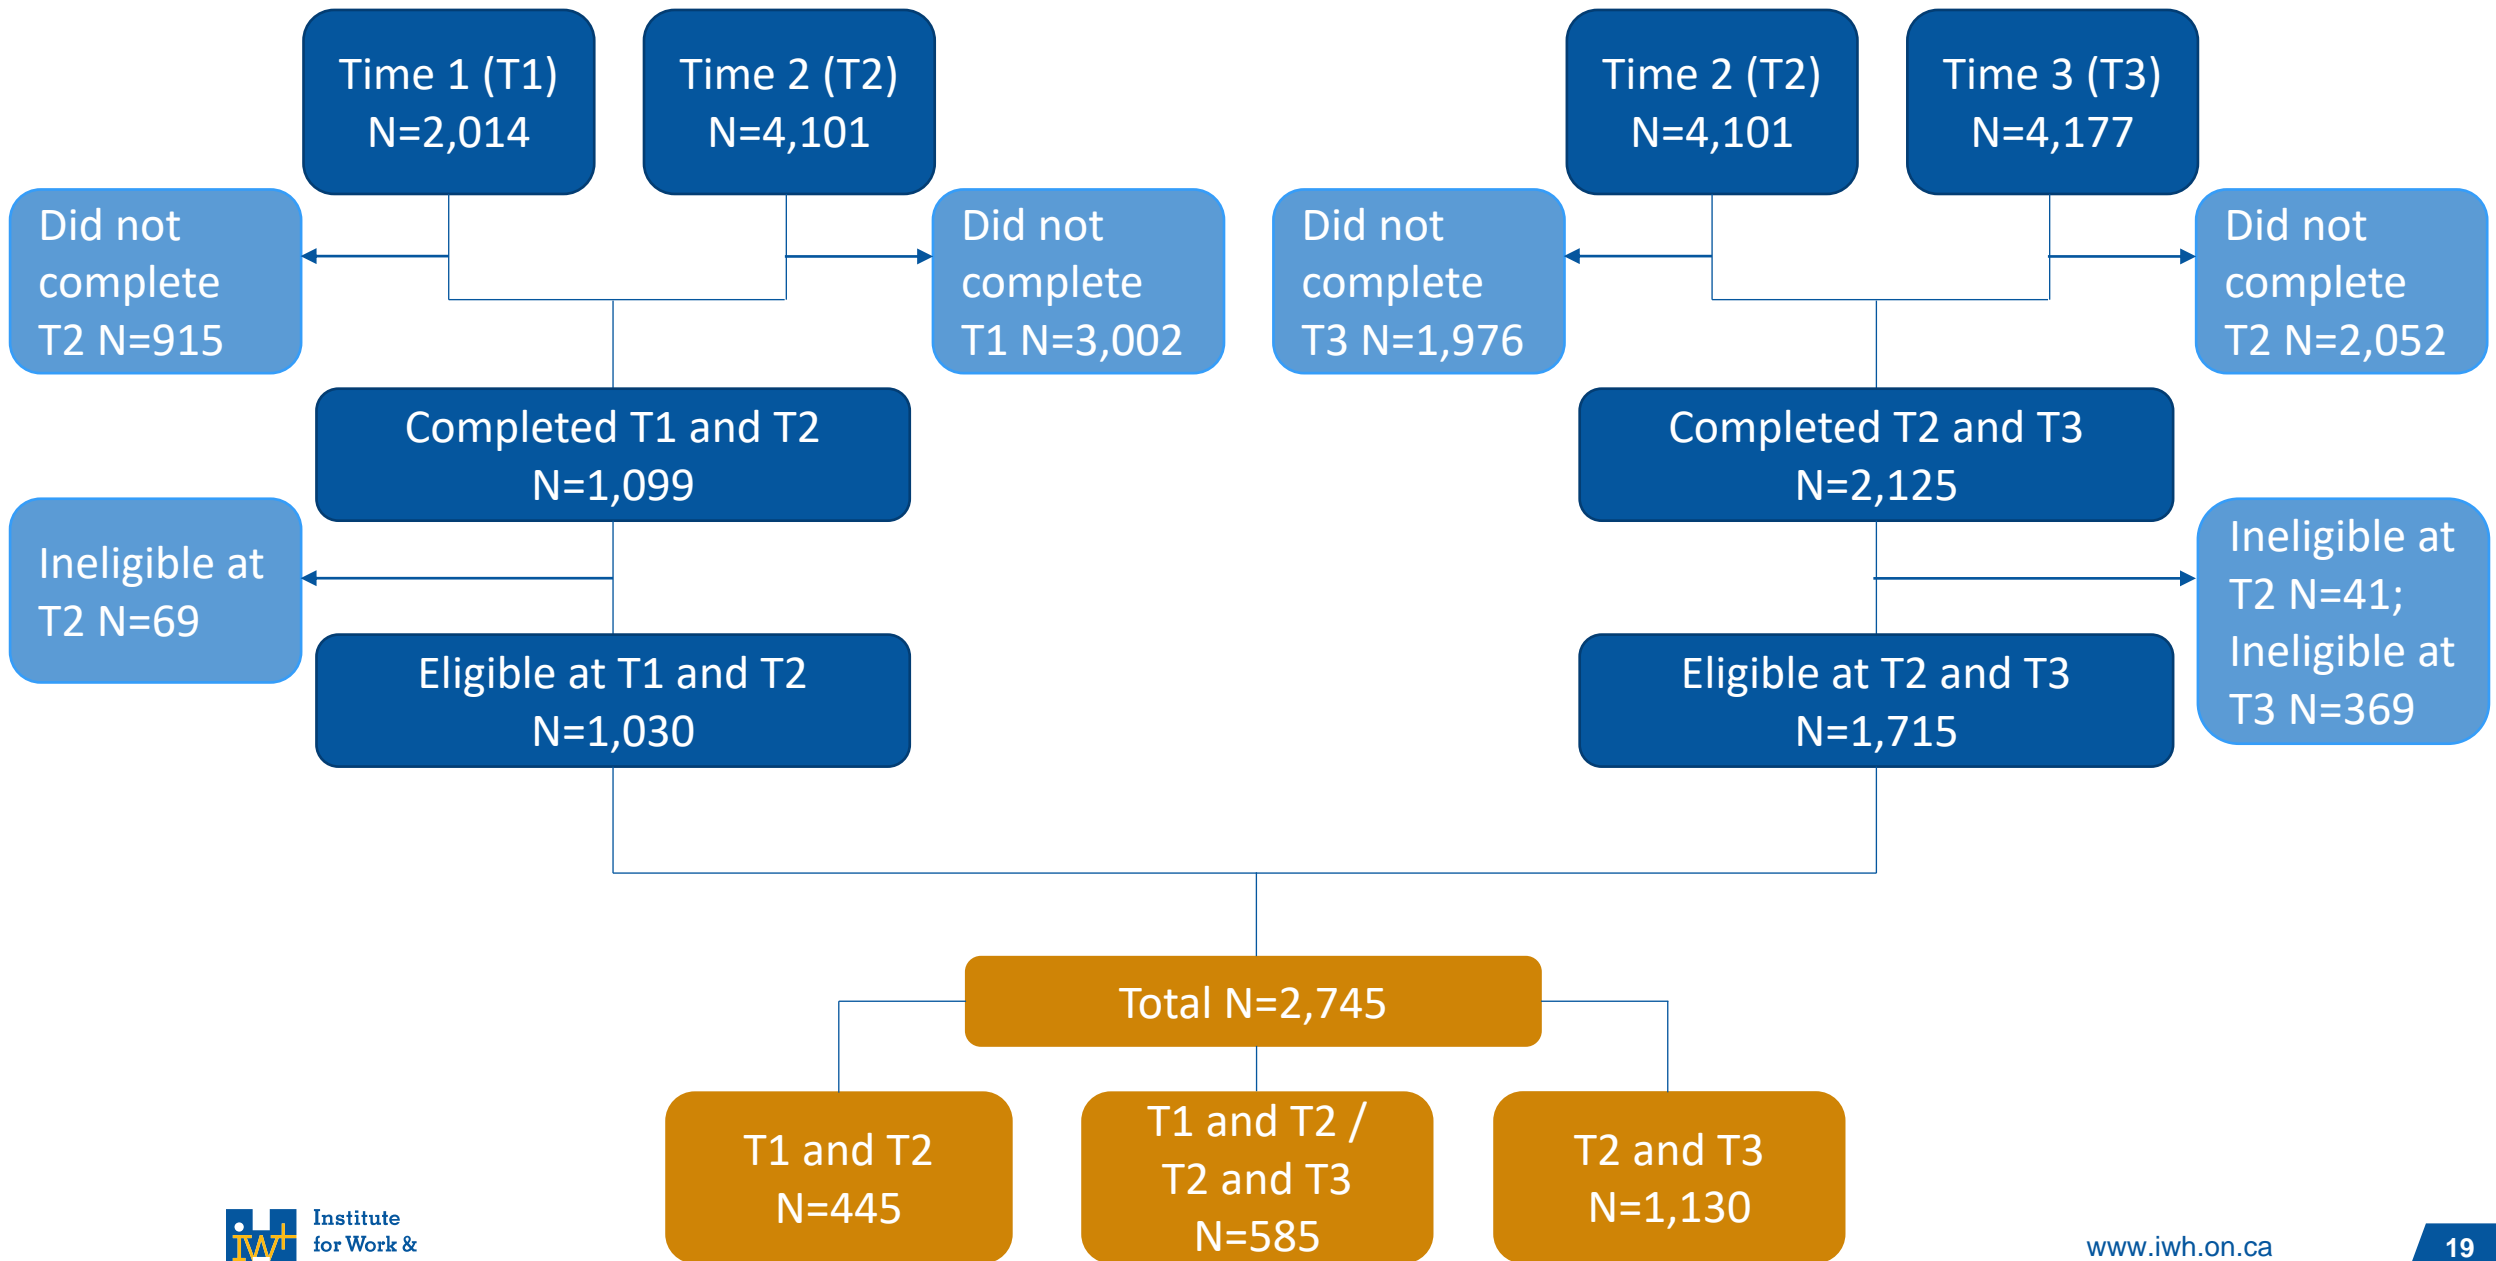 Time 1 (T1)
N=2,014
Time 2 (T2)
N=4,101
Time 2 (T2)
N=4,101
Time 3 (T3)
N=4,177
Did not
complete
T2 N=915
Did not
complete
T1 N=3,002
Did not
complete
T3 N=1,976
Did not
complete
T2 N=2,052
Completed T1 and T2
N=1,099
Completed T2 and T3
N=2,125
Ineligible at
T2 N=69
Ineligible at
T2 N=41;
Ineligible at
T3 N=369
Eligible at T1 and T2
N=1,030
Eligible at T2 and T3
N=1,715
Total N=2,745
T1 and T2
N=445
T1 and T2 /
T2 and T3
N=585
T2 and T3
N=1,130
iw
Institute
for Work &
www.iwh.on.ca
19